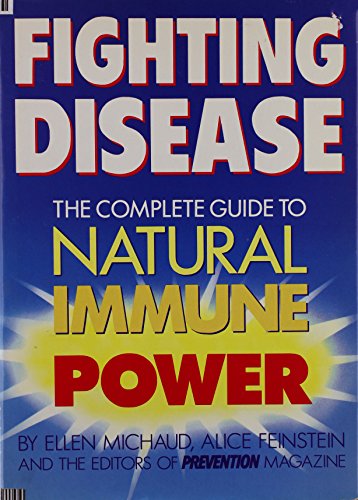 FIGHTING
DISEASE
THE COMPLETE GUIDE TO
NATURAL
IMMUNE
POWER
BY ELLEN MICHAUD, ALICE FEINSTEIN
AND THE EDITORS OF PREVENTION MAGAZINE